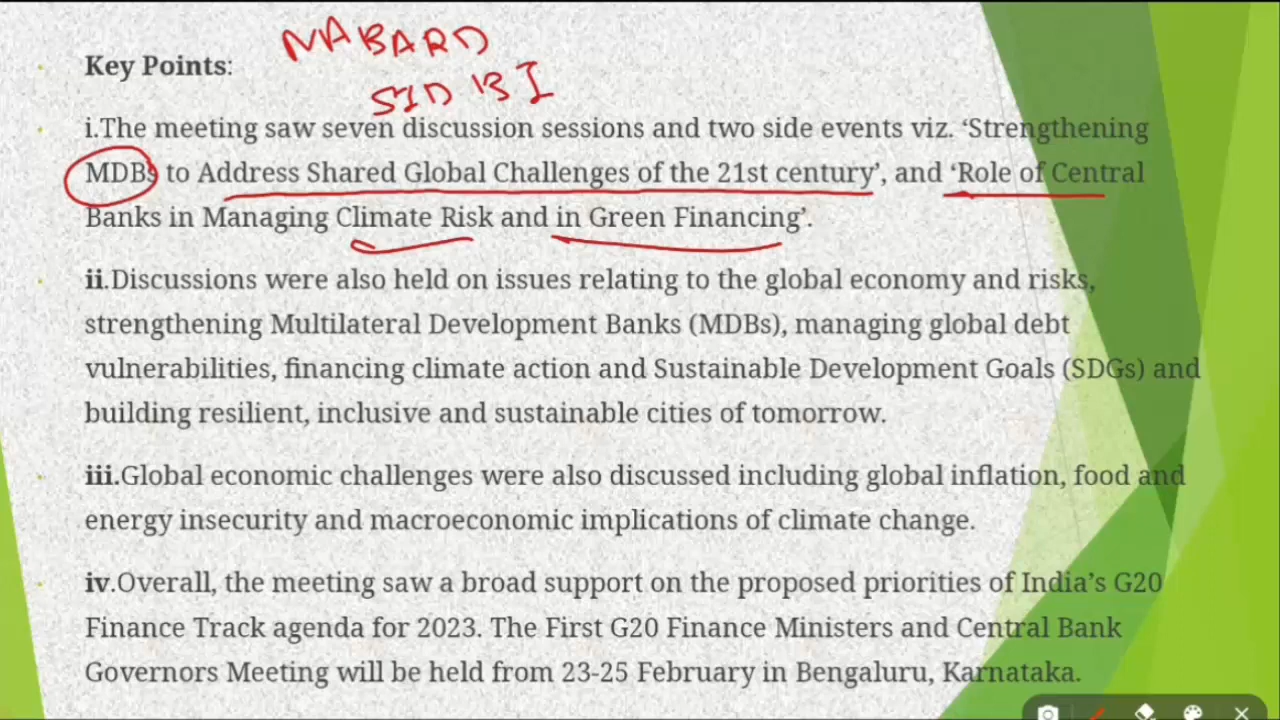 NABARD
Key Points:
SIDBI
i.The meeting saw seven discussion sessions and two side events viz. ‘Strengthening
MDBs to Address Shared Global Challenges of the 21st century’, and ‘Role of Central
Banks in Managing Climate Risk and in Green Financing’.
ii.Discussions were also held on issues relating to the global economy and risks,
strengthening Multilateral Development Banks (MDBs), managing global debt
vulnerabilities, financing climate action and Sustainable Development Goals (SDGs) and
building resilient, inclusive and sustainable cities of tomorrow.
iii.Global economic challenges were also discussed including global inflation, food and
energy insecurity and macroeconomic implications of climate change.
iv.Overall, the meeting saw a broad support on the proposed priorities of India’s G20
Finance Track agenda for 2023. The First G20 Finance Ministers and Central Bank
Governors Meeting will be held from 23-25 February in Bengaluru, Karnataka.